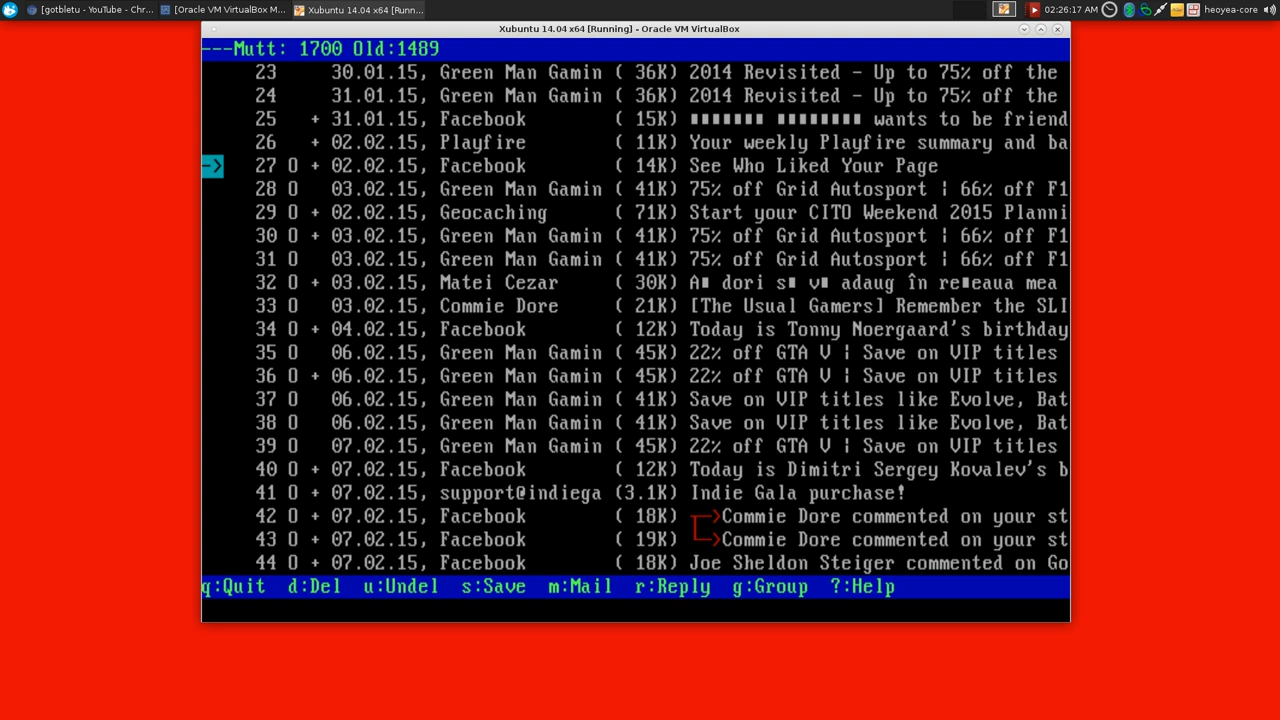 [gotbletu - YouTube - Chr...
[Oracle VM VirtualBox M...
Xubuntu 14.04 x64 [Runn...
02:26:17 AM
heoyea-core
Xubuntu 14.04 x64 [Running] - Oracle VM VirtualBox
---Mutt: 1700 Old:1489
23 30.01.15, Green Man Gamin ( 36K) 2014 Revisited - Up to 75% off the
24 31.01.15, Green Man Gamin ( 36K) 2014 Revisited - Up to 75% off the
25 + 31.01.15, Facebook ( 15K) wants to be friend
26 + 02.02.15, Playfire ( 11K) Your weekly Playfire summary and ba
-> 27 O + 02.02.15, Facebook ( 14K) See Who Liked Your Page
28 O 03.02.15, Green Man Gamin ( 41K) 75% off Grid Autosport ¦ 66% off F1
29 O + 02.02.15, Geocaching ( 71K) Start your CITO Weekend 2015 Planni
30 O + 03.02.15, Green Man Gamin ( 41K) 75% off Grid Autosport ¦ 66% off F1
31 O 03.02.15, Green Man Gamin ( 41K) 75% off Grid Autosport ¦ 66% off F1
32 O + 03.02.15, Matei Cezar ( 30K) A▮ dori s▮ v▮ adaug în re▮eaua mea
33 O 03.02.15, Commie Dore ( 21K) [The Usual Gamers] Remember the SLI
34 O + 04.02.15, Facebook ( 12K) Today is Tonny Noergaard's birthday
35 O 06.02.15, Green Man Gamin ( 45K) 22% off GTA V ¦ Save on VIP titles
36 O + 06.02.15, Green Man Gamin ( 45K) 22% off GTA V ¦ Save on VIP titles
37 O 06.02.15, Green Man Gamin ( 41K) Save on VIP titles like Evolve, Bat
38 O 06.02.15, Green Man Gamin ( 41K) Save on VIP titles like Evolve, Bat
39 O 07.02.15, Green Man Gamin ( 45K) 22% off GTA V ¦ Save on VIP titles
40 O + 07.02.15, Facebook ( 12K) Today is Dimitri Sergey Kovalev's b
41 O + 07.02.15, support@indiega (3.1K) Indie Gala purchase!
42 O + 07.02.15, Facebook ( 18K) ┌─>Commie Dore commented on your st
43 O + 07.02.15, Facebook ( 19K) └─>Commie Dore commented on your st
44 O + 07.02.15, Facebook ( 18K) Joe Sheldon Steiger commented on Go
q:Quit d:Del u:Undel s:Save m:Mail r:Reply g:Group ?:Help